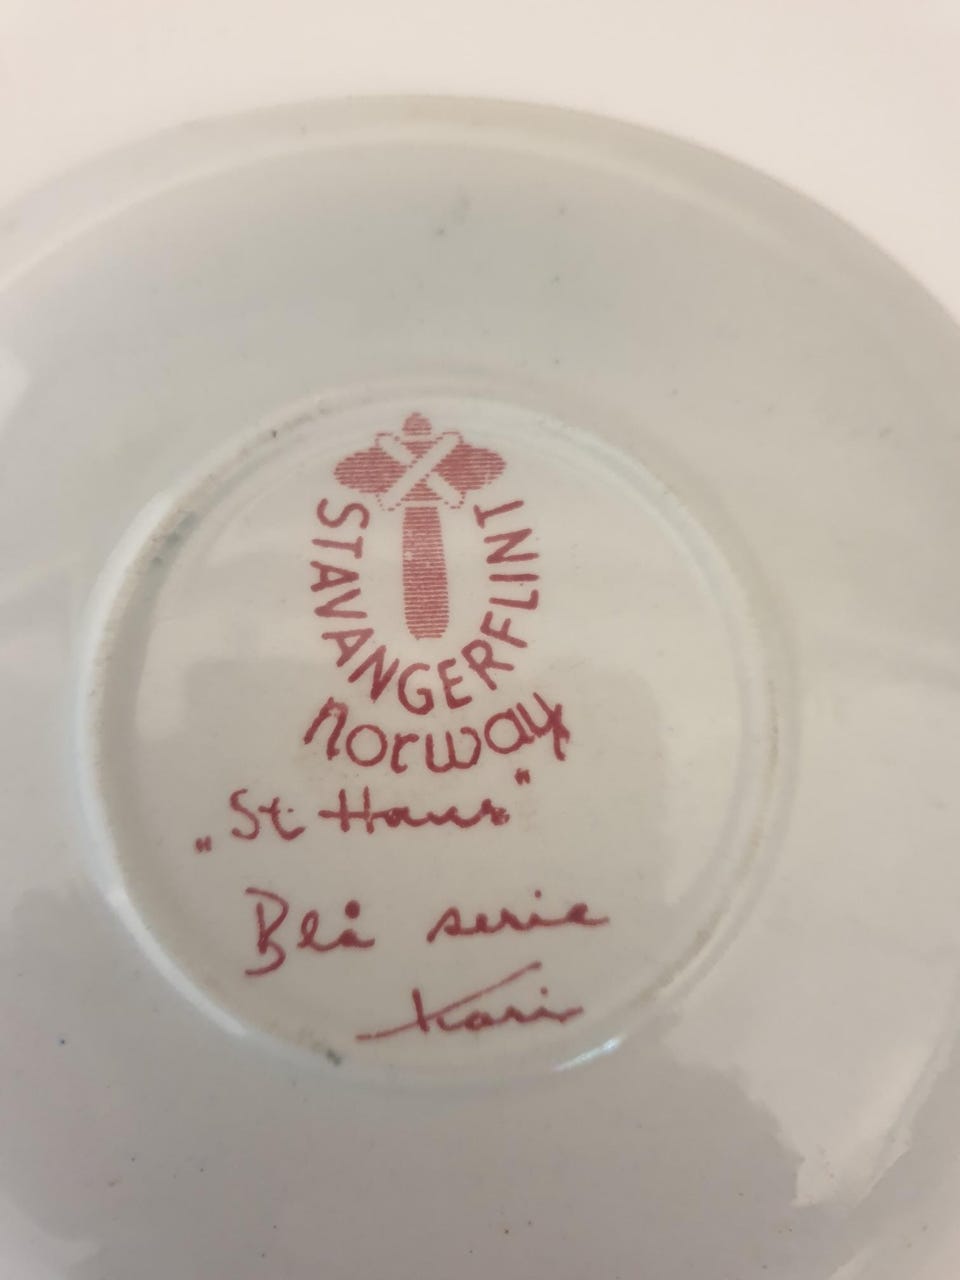 STAVANGERFLINT
Norway
„St Hans"
Blå serie
Kari